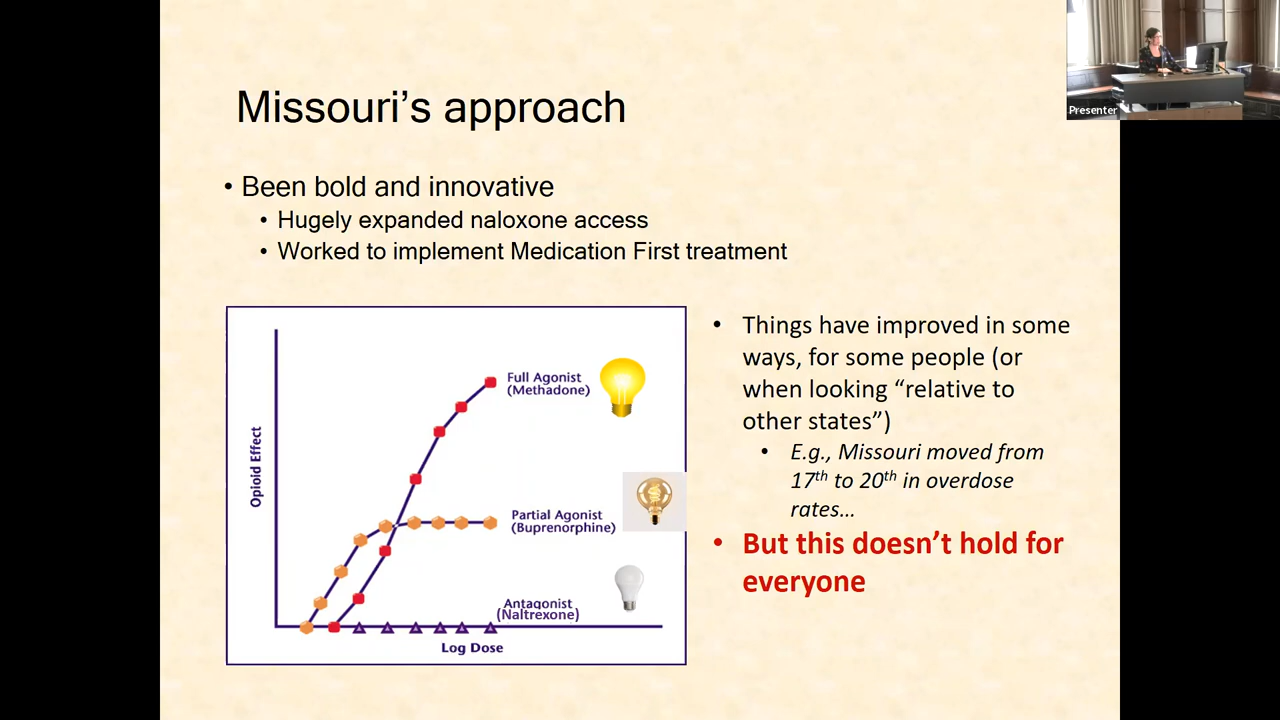 Presenter
Missouri's approach
• Been bold and innovative
• Hugely expanded naloxone access
• Worked to implement Medication First treatment
Opioid Effect
Full Agonist
(Methadone)
Partial Agonist
(Buprenorphine)
Antagonist
(Naltrexone)
Log Dose
• Things have improved in some
ways, for some people (or
when looking “relative to
other states”)
• E.g., Missouri moved from
17th to 20th in overdose
rates…
• But this doesn't hold for
everyone